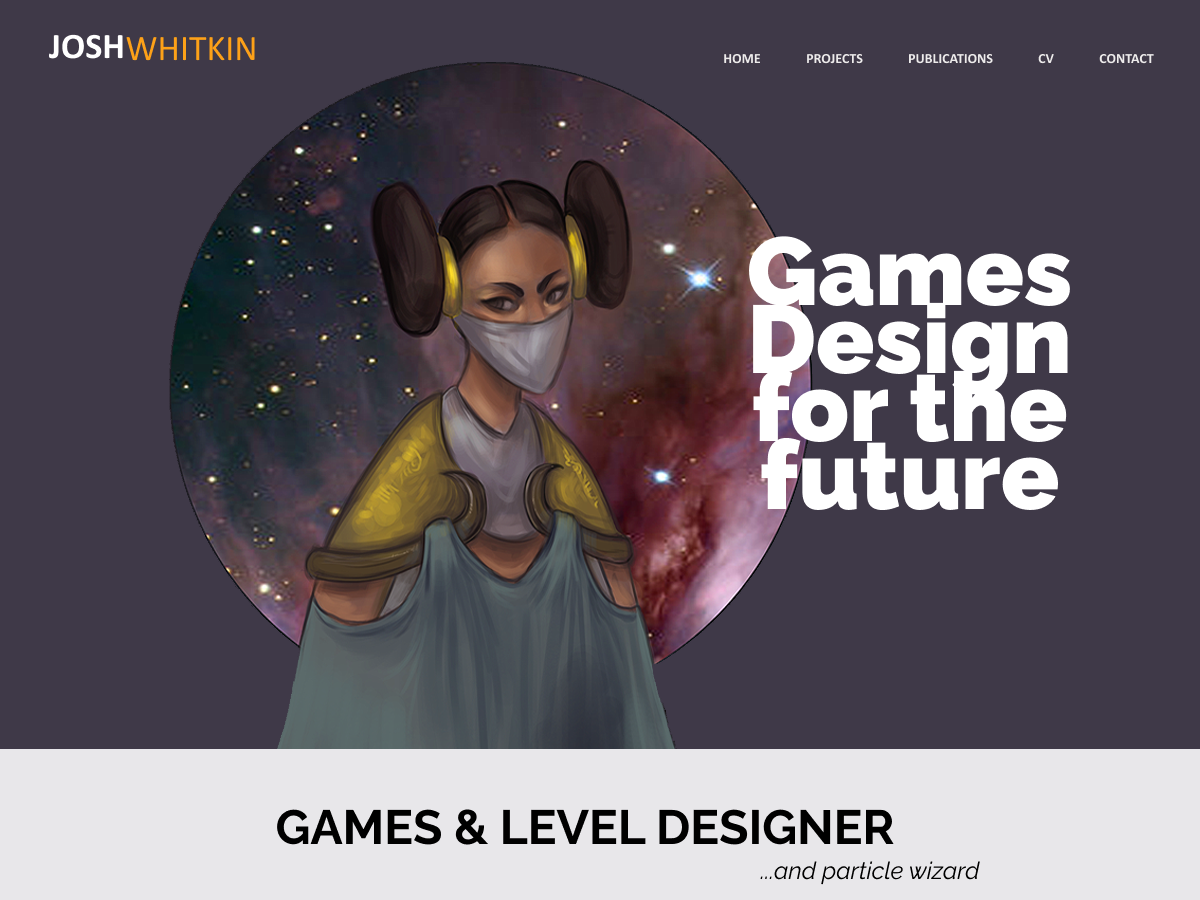 JOSHWHITKIN
HOME PROJECTS PUBLICATIONS CV CONTACT
Games
Design
for the
future
GAMES & LEVEL DESIGNER
...and particle wizard